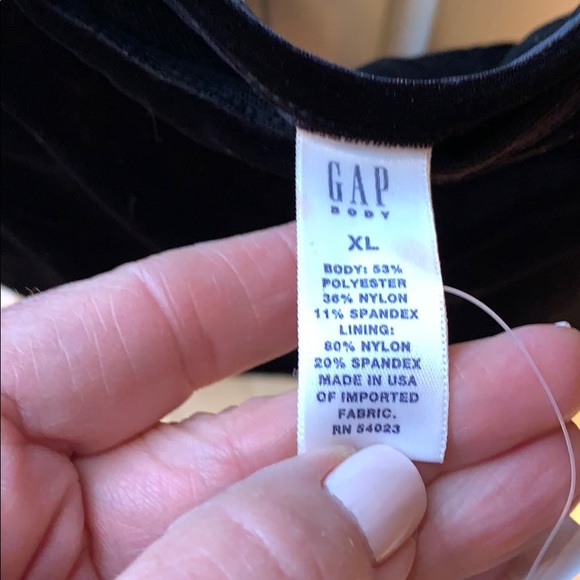 GAP
BODY
XL
BODY: 53%
POLYESTER
36% NYLON
11% SPANDEX
LINING:
80% NYLON
20% SPANDEX
MADE IN USA
OF IMPORTED
FABRIC.
RN 54023